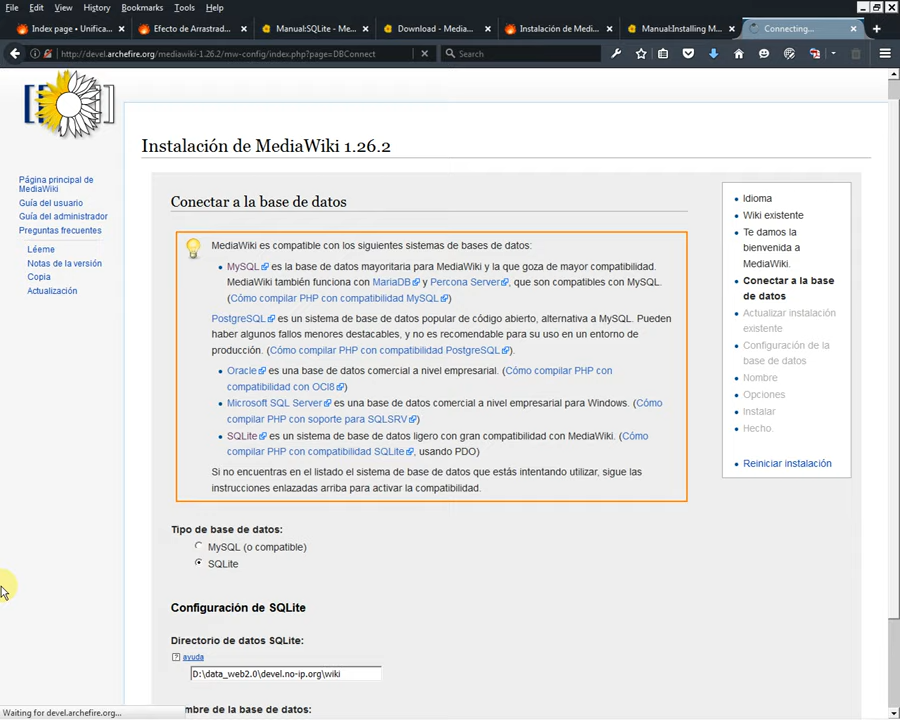 File Edit View History Bookmarks Tools Help
Index page • Unifica... Efecto de Arrastrad... Manual:SQLite - Me... Download - Media... Instalación de Medi... Manual:Installing M... Connecting...
http://devel.archefire.org/mediawiki-1.26.2/mw-config/index.php?page=DBConnect Search
Instalación de MediaWiki 1.26.2
Página principal de
MediaWiki
Guía del usuario
Guía del administrador
Preguntas frecuentes
Léeme
Notas de la versión
Copia
Actualización
Conectar a la base de datos
MediaWiki es compatible con los siguientes sistemas de bases de datos:
MySQL es la base de datos mayoritaria para MediaWiki y la que goza de mayor compatibilidad.
MediaWiki también funciona con MariaDB y Percona Server, que son compatibles con MySQL.
(Cómo compilar PHP con compatibilidad MySQL)
PostgreSQL es un sistema de base de datos popular de código abierto, alternativa a MySQL. Pueden
haber algunos fallos menores destacables, y no es recomendable para su uso en un entorno de
producción. (Cómo compilar PHP con compatibilidad PostgreSQL).
Oracle es una base de datos comercial a nivel empresarial. (Cómo compilar PHP con
compatibilidad con OCI8)
Microsoft SQL Server es una base de datos comercial a nivel empresarial para Windows. (Cómo
compilar PHP con soporte para SQLSRV)
SQLite es un sistema de base de datos ligero con gran compatibilidad con MediaWiki. (Cómo
compilar PHP con compatibilidad SQLite, usando PDO)
Si no encuentras en el listado el sistema de base de datos que estás intentando utilizar, sigue las
instrucciones enlazadas arriba para activar la compatibilidad.
Tipo de base de datos:
MySQL (o compatible)
SQLite
Configuración de SQLite
Directorio de datos SQLite:
? ayuda
D:\data_web2.0\devel.no-ip.org\wiki
mbre de la base de datos:
Idioma
Wiki existente
Te damos la
bienvenida a
MediaWiki.
Conectar a la base
de datos
Actualizar instalación
existente
Configuración de la
base de datos
Nombre
Opciones
Instalar
Hecho.
Reiniciar instalación
Waiting for devel.archefire.org...